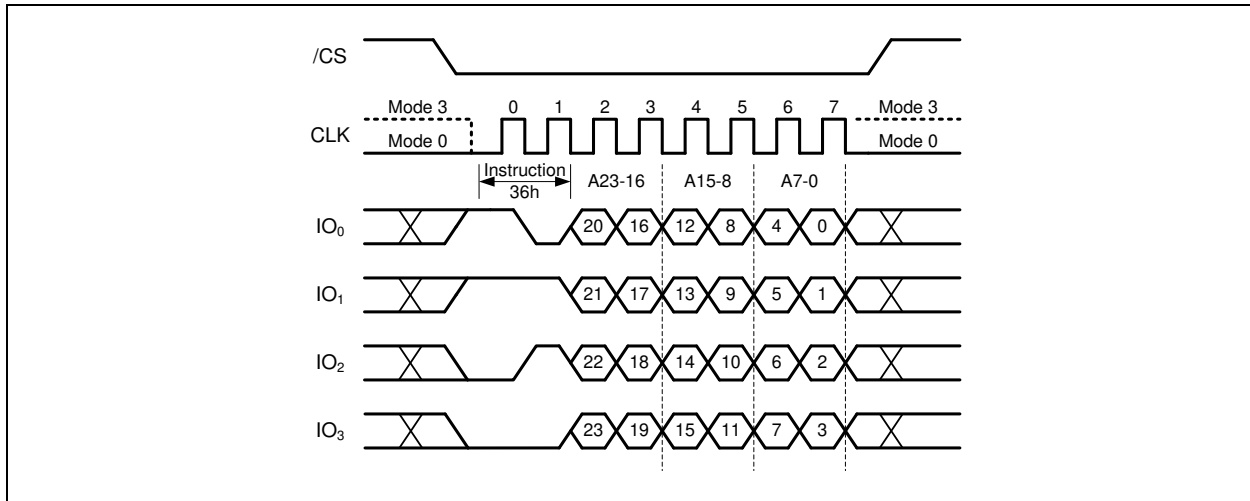 /CS
Mode 3 0 1 2 3 4 5 6 7 Mode 3
CLK Mode 0 Mode 0
Instruction
36h A23-16 A15-8 A7-0
IO₀ 20 16 12 8 4 0
IO₁ 21 17 13 9 5 1
IO₂ 22 18 14 10 6 2
IO₃ 23 19 15 11 7 3